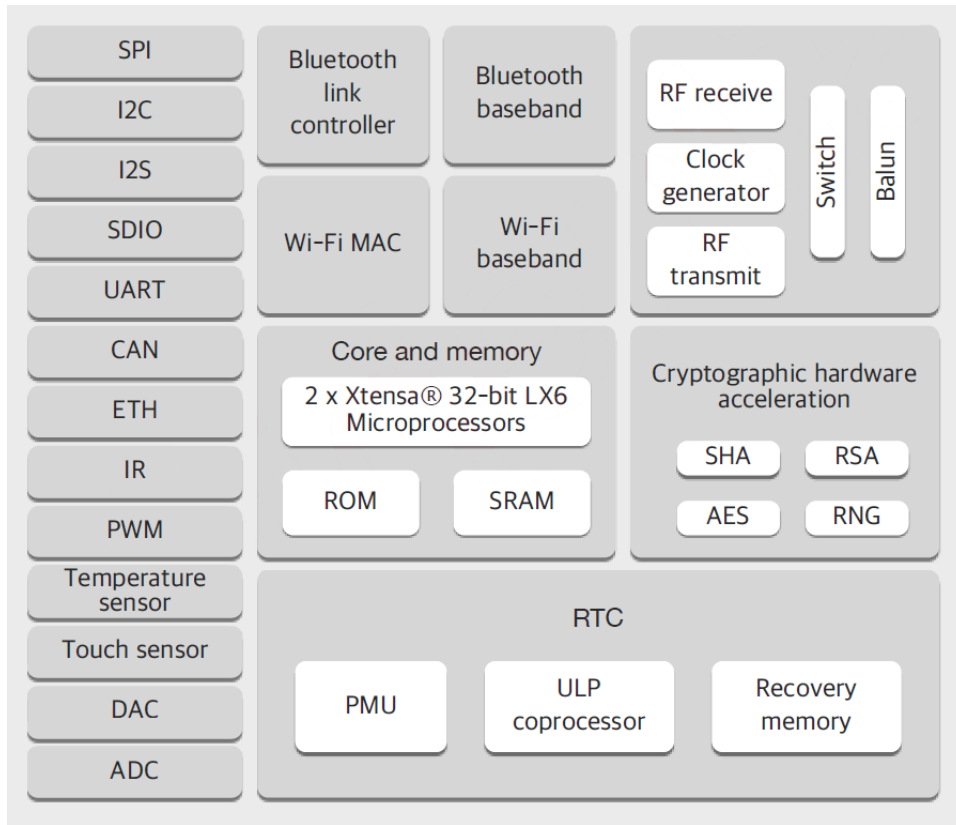 SPI
I2C
I2S
SDIO
UART
CAN
ETH
IR
PWM
Temperature
sensor
Touch sensor
DAC
ADC
Bluetooth
link
controller
Bluetooth
baseband
Wi-Fi MAC
Wi-Fi
baseband
RF receive
Clock
generator
RF
transmit
Switch
Balun
Core and memory
2 x Xtensa® 32-bit LX6
Microprocessors
ROM
SRAM
Cryptographic hardware
acceleration
SHA
RSA
AES
RNG
RTC
PMU
ULP
coprocessor
Recovery
memory